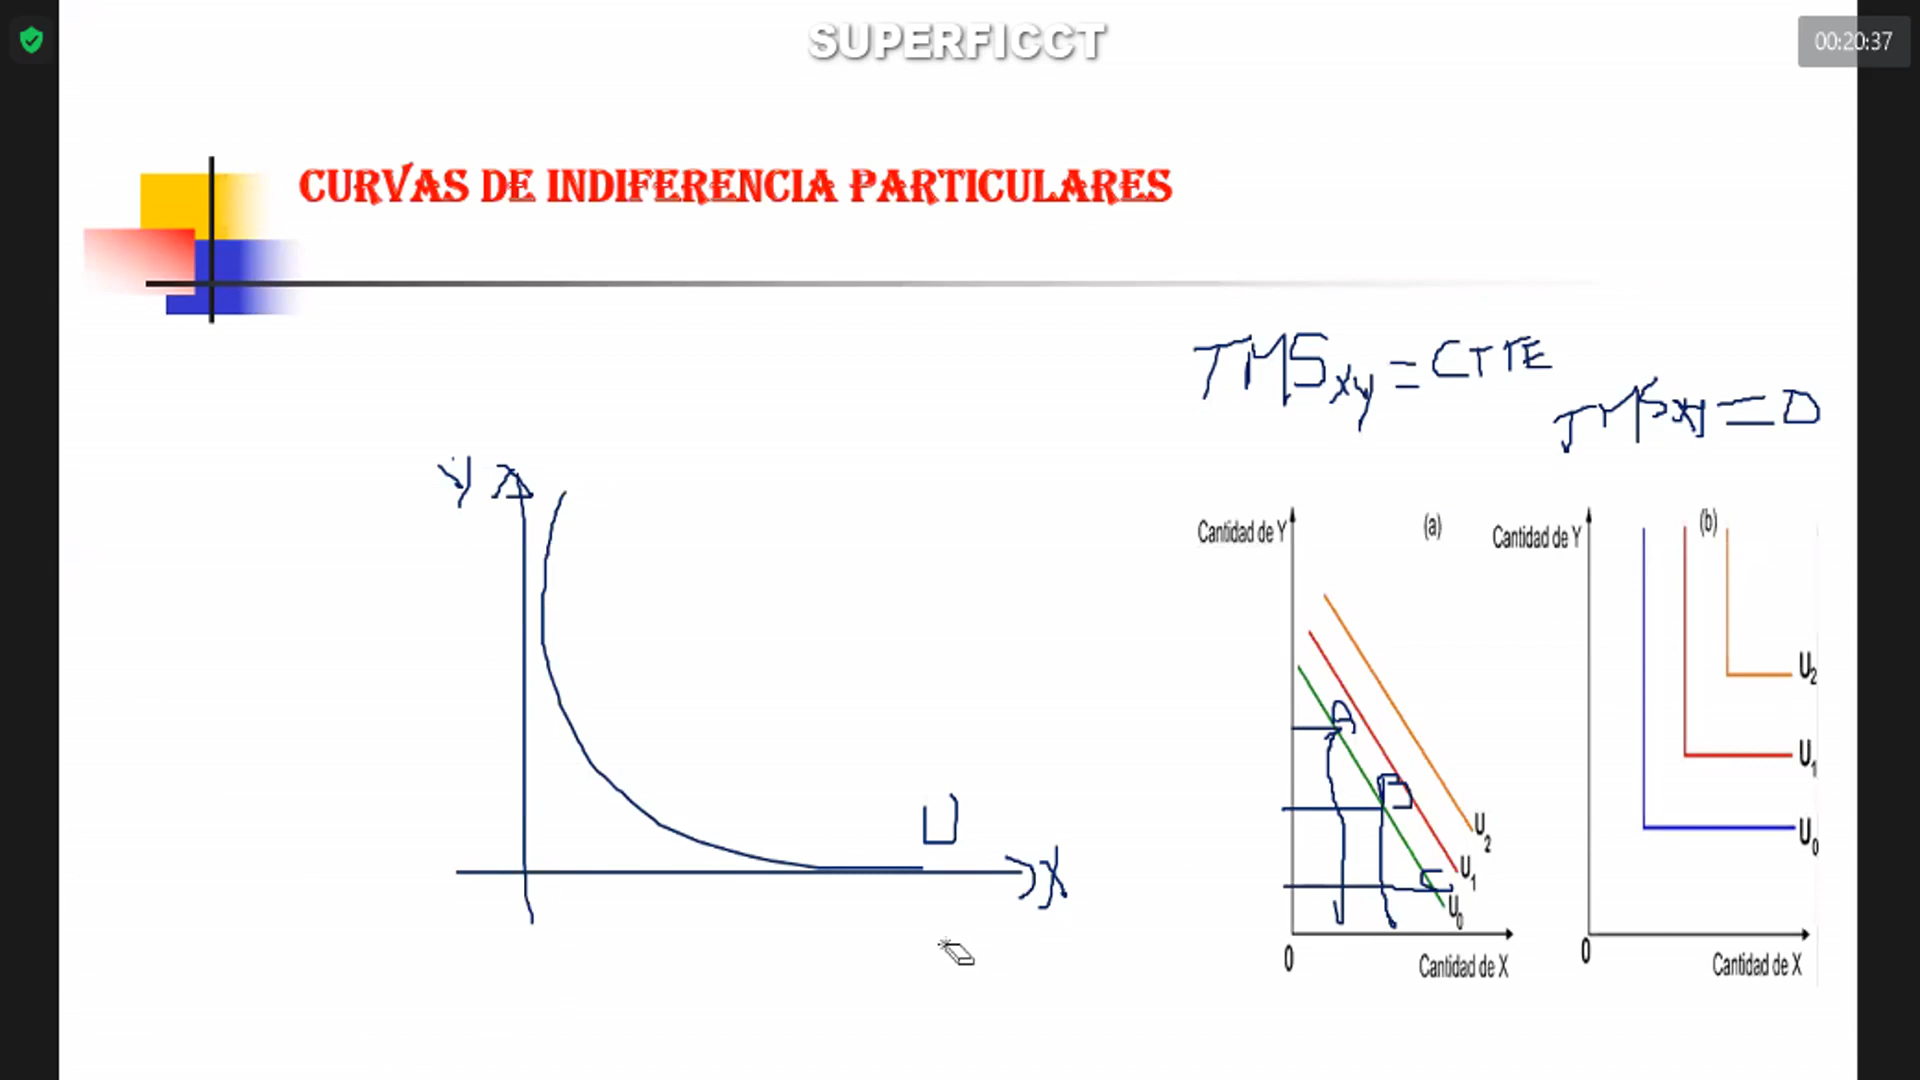 SUPERFICCT
00:20:37
CURVAS DE INDIFERENCIA PARTICULARES
TMSxy = CTTE
TMSxy = 0
Y
U
X
Cantidad de Y
(a)
A
B
C
U2
U1
U0
0
Cantidad de X
Cantidad de Y
(b)
U2
U1
U0
0
Cantidad de X